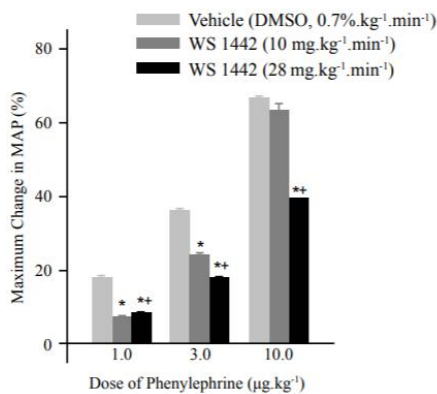 Vehicle (DMSO, 0.7%.kg⁻¹.min⁻¹)
WS 1442 (10 mg.kg⁻¹.min⁻¹)
WS 1442 (28 mg.kg⁻¹.min⁻¹)
Maximum Change in MAP (%)
80
60
40
20
0
*
*+
*
*+
*+
1.0
3.0
10.0
Dose of Phenylephrine (μg.kg⁻¹)